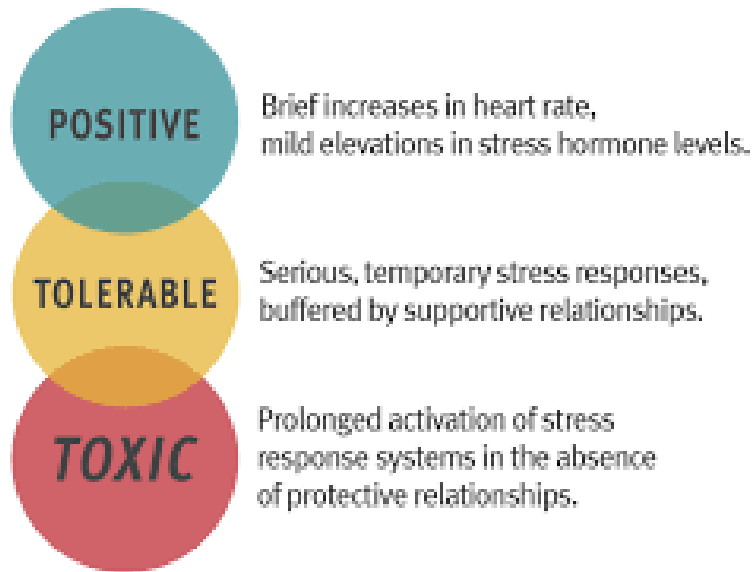 POSITIVE
Brief increases in heart rate,
mild elevations in stress hormone levels.
TOLERABLE
Serious, temporary stress responses,
buffered by supportive relationships.
TOXIC
Prolonged activation of stress
response systems in the absence
of protective relationships.